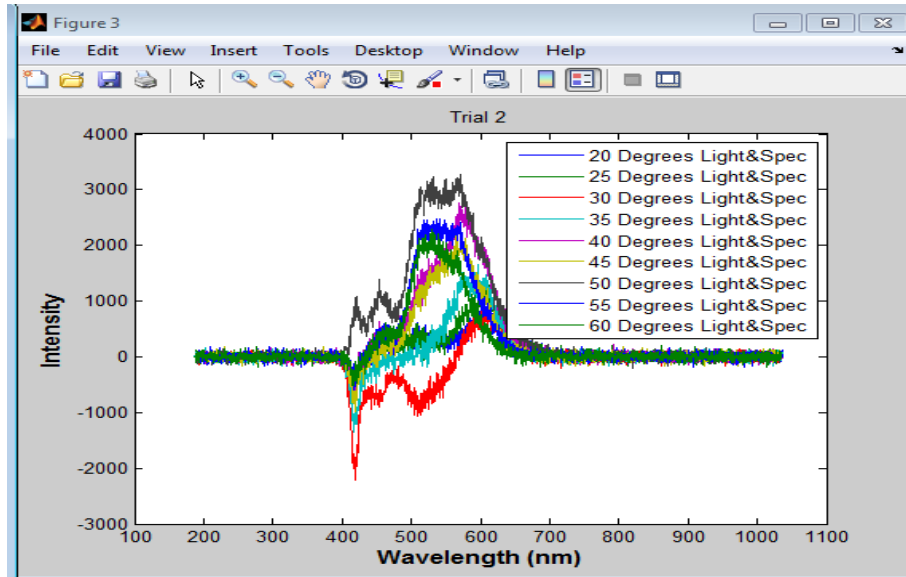 Figure 3
File Edit View Insert Tools Desktop Window Help
Trial 2
4000
3000
2000
1000
0
-1000
-2000
-3000
Intensity
20 Degrees Light&Spec
25 Degrees Light&Spec
30 Degrees Light&Spec
35 Degrees Light&Spec
40 Degrees Light&Spec
45 Degrees Light&Spec
50 Degrees Light&Spec
55 Degrees Light&Spec
60 Degrees Light&Spec
100 200 300 400 500 600 700 800 900 1000 1100
Wavelength (nm)